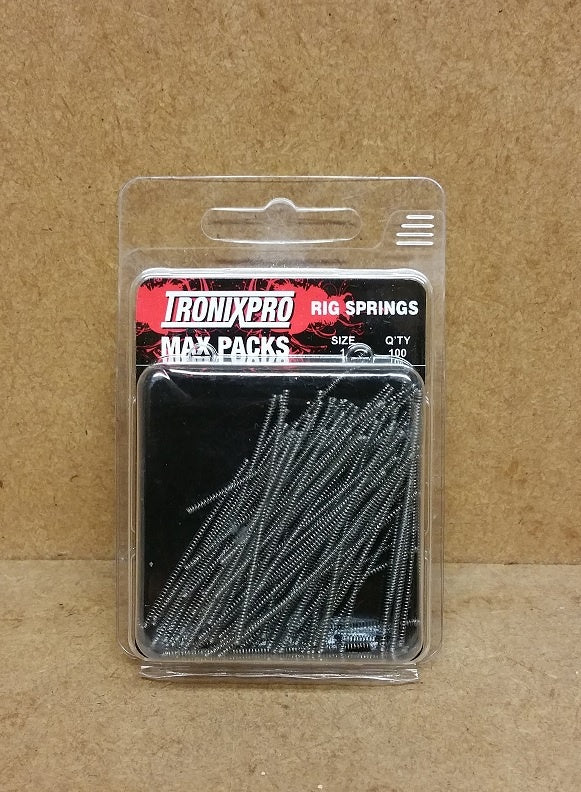 TRONIXPRO RIG SPRINGS
MAX PACKS SIZE Q'TY
100